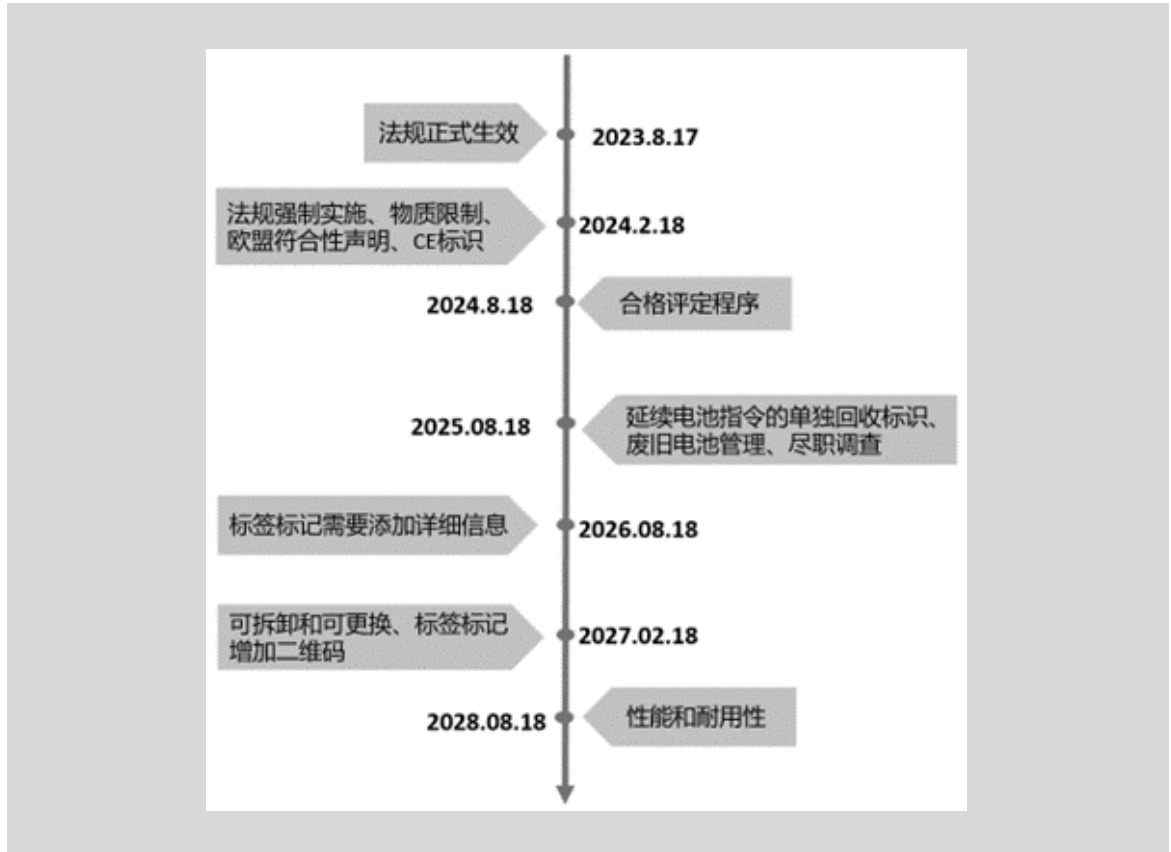 法规正式生效
2023.8.17
法规强制实施、物质限制、
欧盟符合性声明、CE标识
2024.2.18
2024.8.18
合格评定程序
2025.08.18
延续电池指令的单独回收标识、
废旧电池管理、尽职调查
标签标记需要添加详细信息
2026.08.18
可拆卸和可更换、标签标记
增加二维码
2027.02.18
2028.08.18
性能和耐用性